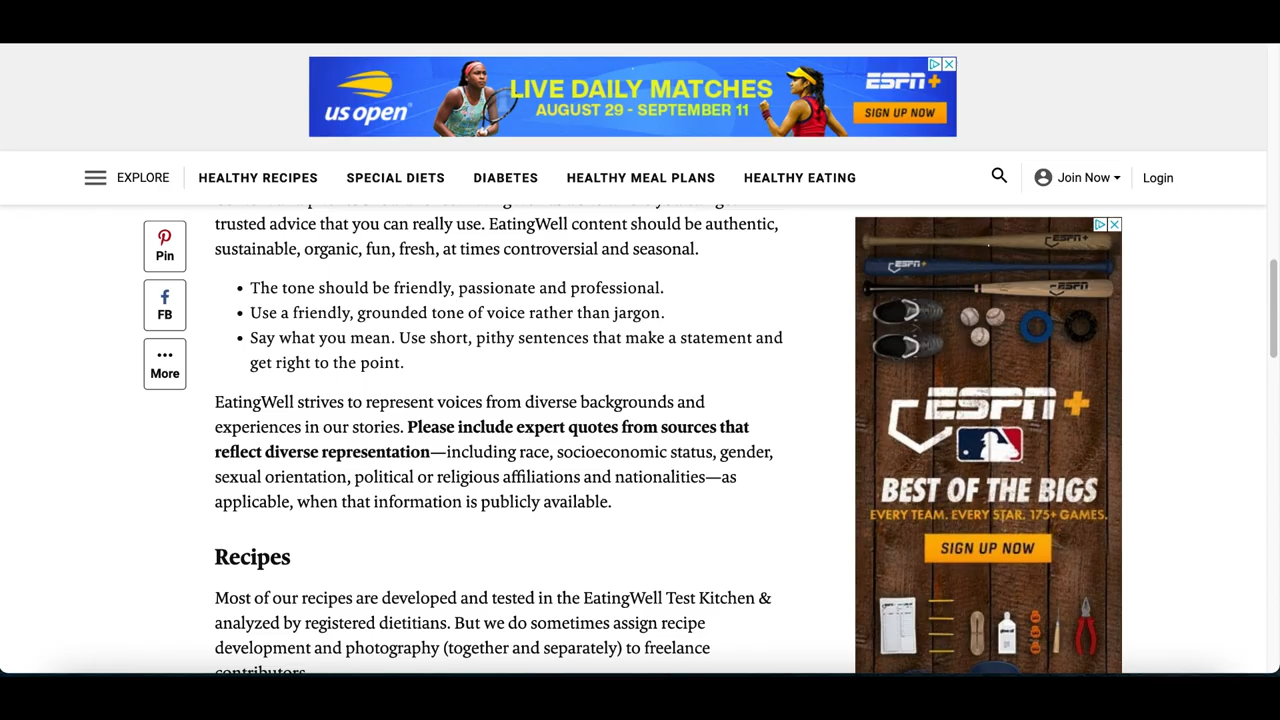 us open
LIVE DAILY MATCHES
AUGUST 29 - SEPTEMBER 11
ESPN+
SIGN UP NOW
EXPLORE
HEALTHY RECIPES
SPECIAL DIETS
DIABETES
HEALTHY MEAL PLANS
HEALTHY EATING
Join Now
Login
Pin
FB
More
trusted advice that you can really use. EatingWell content should be authentic,
sustainable, organic, fun, fresh, at times controversial and seasonal.
• The tone should be friendly, passionate and professional.
• Use a friendly, grounded tone of voice rather than jargon.
• Say what you mean. Use short, pithy sentences that make a statement and
get right to the point.
EatingWell strives to represent voices from diverse backgrounds and
experiences in our stories. Please include expert quotes from sources that
reflect diverse representation—including race, socioeconomic status, gender,
sexual orientation, political or religious affiliations and nationalities—as
applicable, when that information is publicly available.
Recipes
Most of our recipes are developed and tested in the EatingWell Test Kitchen &
analyzed by registered dietitians. But we do sometimes assign recipe
development and photography (together and separately) to freelance
contributors.
ESPN+
ESPN
ESPN+
ESPN+
BEST OF THE BIGS
EVERY TEAM. EVERY STAR. 175+ GAMES.
SIGN UP NOW